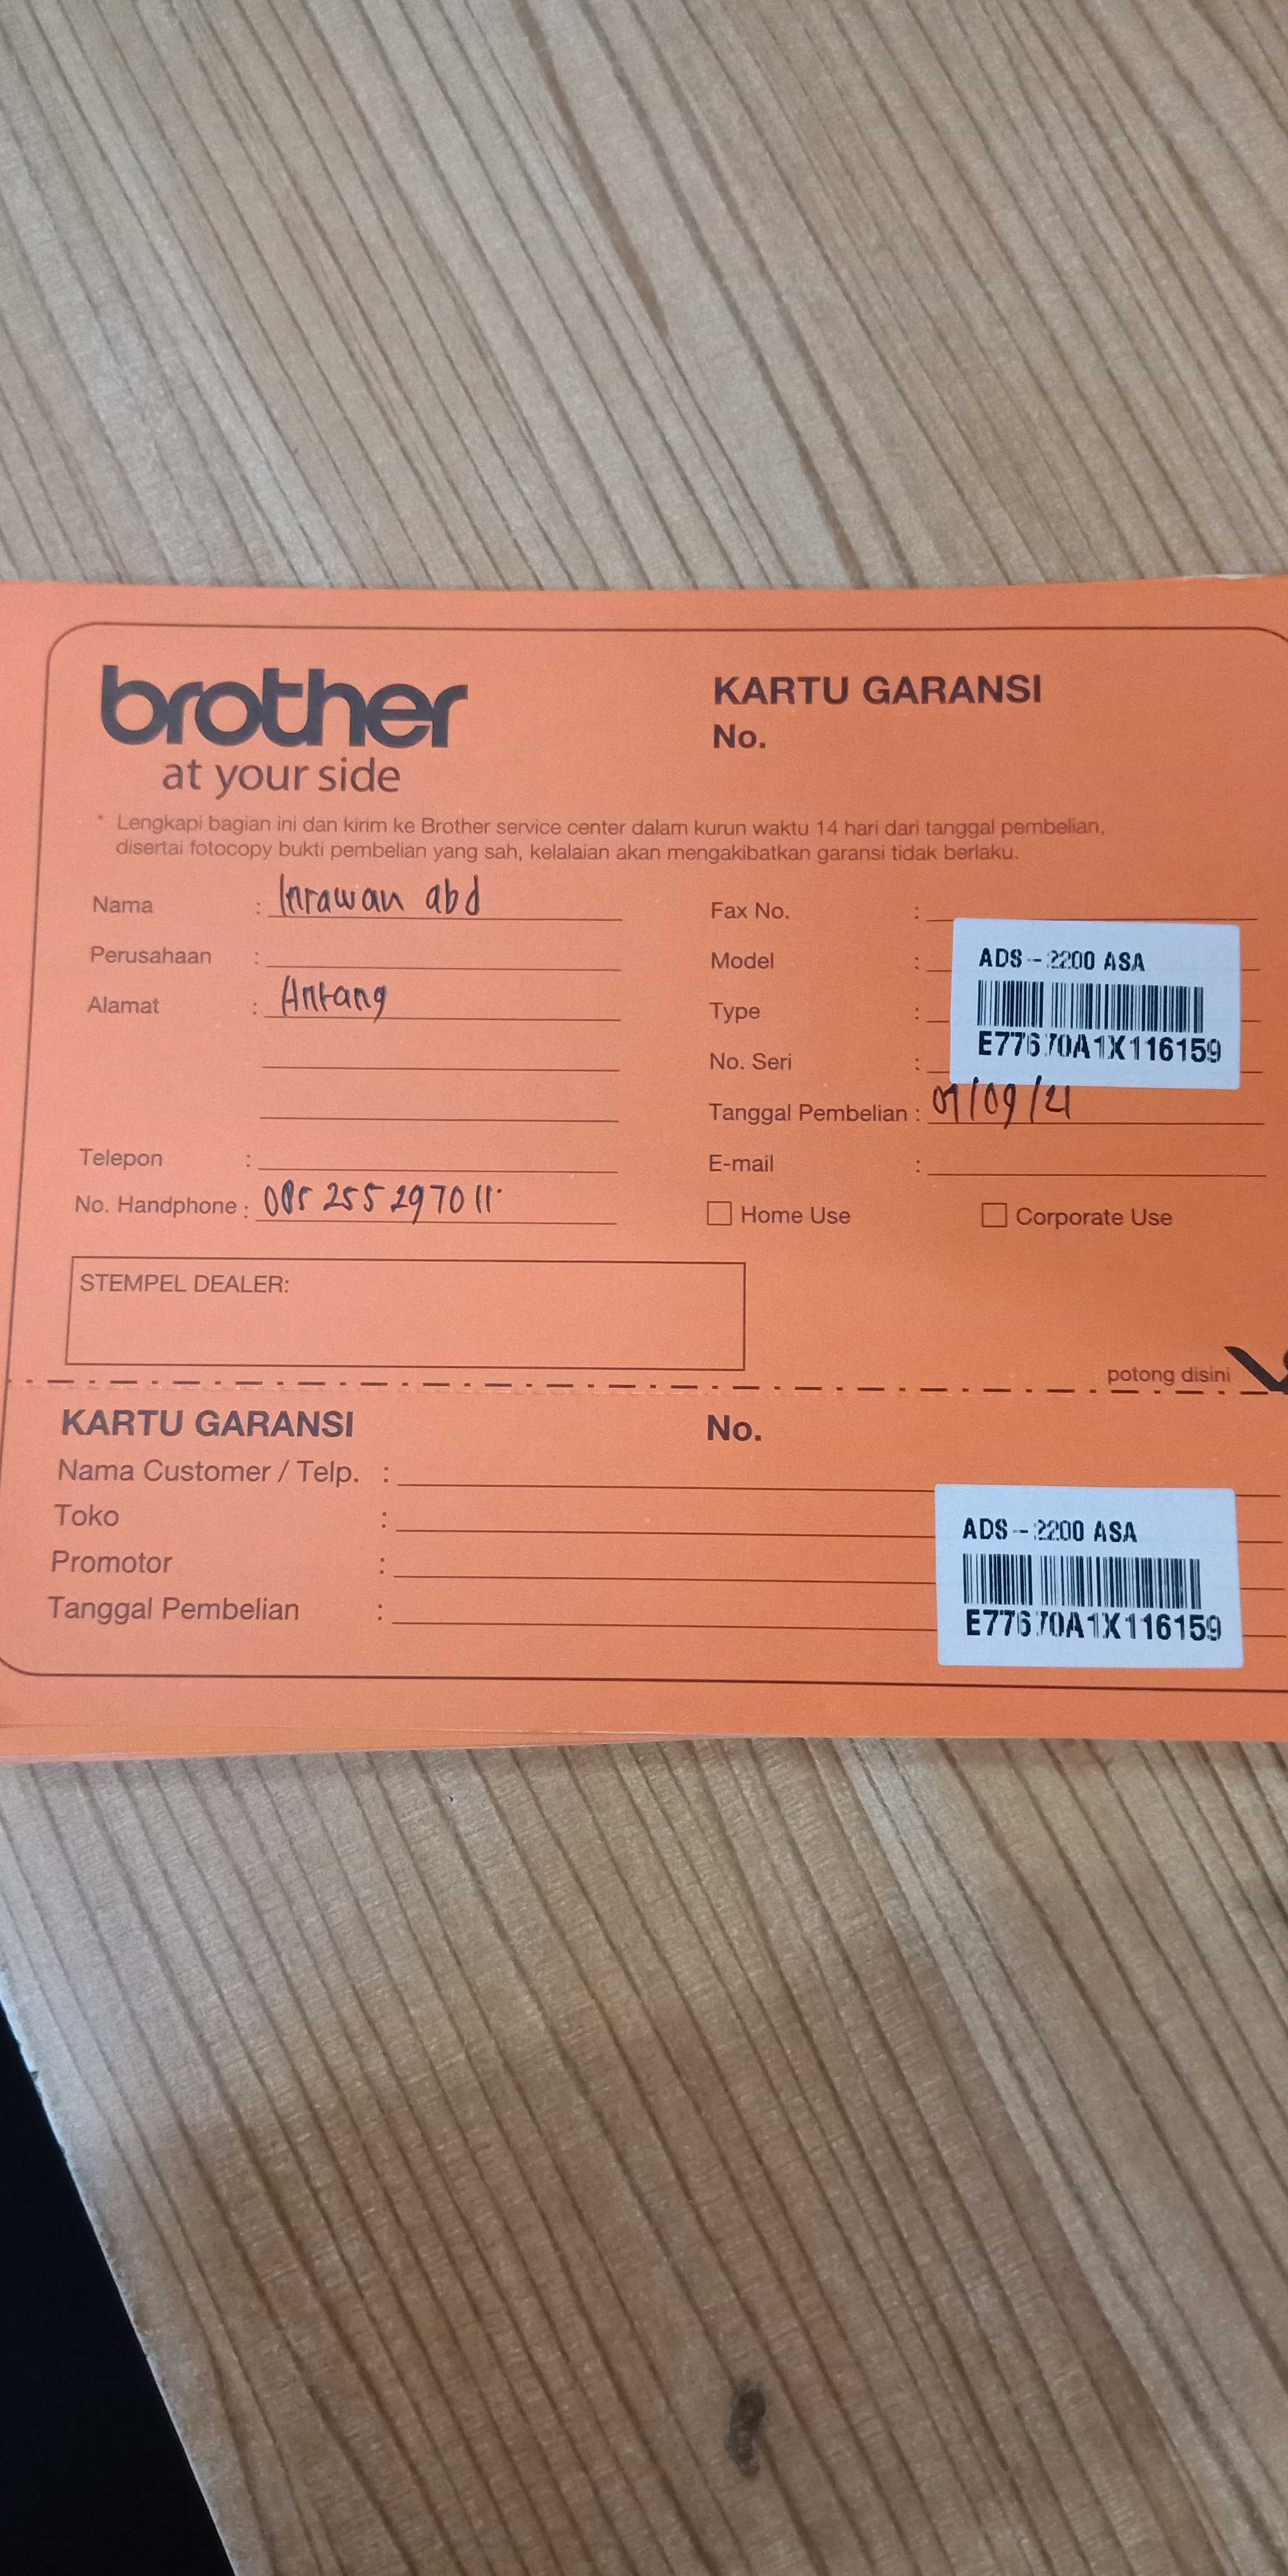 brother
at your side
KARTU GARANSI
No.
* Lengkapi bagian ini dan kirim ke Brother service center dalam kurun waktu 14 hari dari tanggal pembelian,
disertai fotocopy bukti pembelian yang sah, kelalaian akan mengakibatkan garansi tidak berlaku.
Nama : Inrawan abd
Perusahaan :
Alamat : Antang
Telepon :
No. Handphone : 085 255 297011
Fax No. :
Model :
Type :
No. Seri :
ADS-2200 ASA
E77670A1X116159
Tanggal Pembelian : /09/21
E-mail :
Home Use
Corporate Use
STEMPEL DEALER:
potong disini
KARTU GARANSI
No.
Nama Customer / Telp. :
Toko :
Promotor :
Tanggal Pembelian :
ADS-2200 ASA
E77670A1X116159